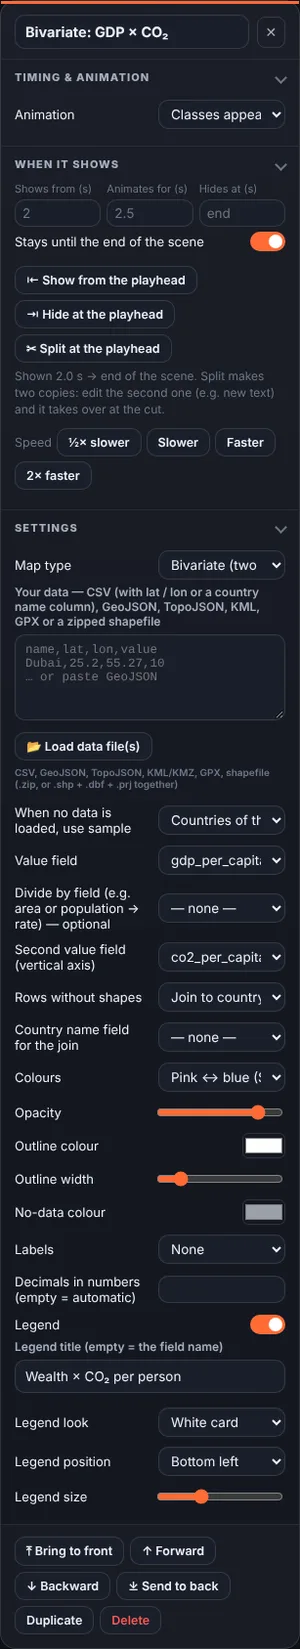 Bivariate: GDP × CO₂
✕
TIMING & ANIMATION
Animation
Classes appea
WHEN IT SHOWS
Shows from (s) Animates for (s) Hides at (s)
2 2.5 end
Stays until the end of the scene
⇤ Show from the playhead
⇥ Hide at the playhead
✂ Split at the playhead
Shown 2.0 s → end of the scene. Split makes
two copies: edit the second one (e.g. new text)
and it takes over at the cut.
Speed ½× slower Slower Faster
2× faster
SETTINGS
Map type
Bivariate (two
Your data — CSV (with lat / lon or a country
name column), GeoJSON, TopoJSON, KML,
GPX or a zipped shapefile
name,lat,lon,value
Dubai,25.2,55.27,10
… or paste GeoJSON
📂 Load data file(s)
CSV, GeoJSON, TopoJSON, KML/KMZ, GPX, shapefile
(.zip, or .shp + .dbf + .prj together)
When no data is
loaded, use sample
Countries of th
Value field
gdp_per_capita
Divide by field (e.g.
area or population →
rate) — optional
— none —
Second value field
(vertical axis)
co2_per_capita
Rows without shapes
Join to country
Country name field
for the join
— none —
Colours
Pink ↔ blue (S
Opacity
Outline colour
Outline width
No-data colour
Labels
None
Decimals in numbers
(empty = automatic)
Legend
Legend title (empty = the field name)
Wealth × CO₂ per person
Legend look
White card
Legend position
Bottom left
Legend size
⤒ Bring to front ↑ Forward
↓ Backward ⤓ Send to back
Duplicate Delete